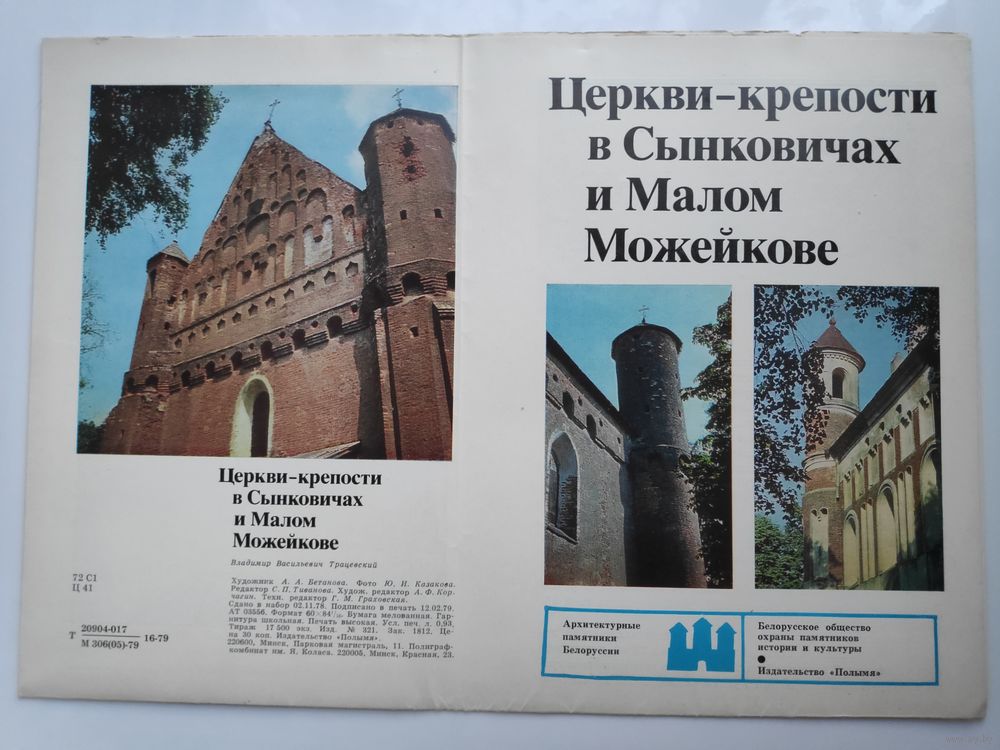 Церкви-крепости
в Сынковичах
и Малом
Можейкове
Владимир Васильевич Трацевский
Художник А. А. Бетанова. Фото Ю. И. Казакова.
Редактор С. П. Тиванова. Худож. редактор А. Ф. Кор-
чагин. Техн. редактор Г. М. Граховская.
Сдано в набор 02.11.78. Подписано в печать 12.02.79.
АТ 03556. Формат 60×84¹/₁₆. Бумага мелованная. Гар-
нитура школьная. Печать высокая. Усл. печ. л. 0,93.
Тираж 17 500 экз. Изд. № 321. Зак. 1812. Це-
на 30 коп. Издательство «Полымя».
220600, Минск, Парковая магистраль, 11. Полиграф-
комбинат им. Я. Коласа. 220005, Минск, Красная, 23.
72 С1
Ц 41
Т 20904-017 16-79
М 306(05)-79
Церкви-крепости
в Сынковичах
и Малом
Можейкове
Архитектурные
памятники
Белоруссии
Белорусское общество
охраны памятников
истории и культуры
●
Издательство «Полымя»